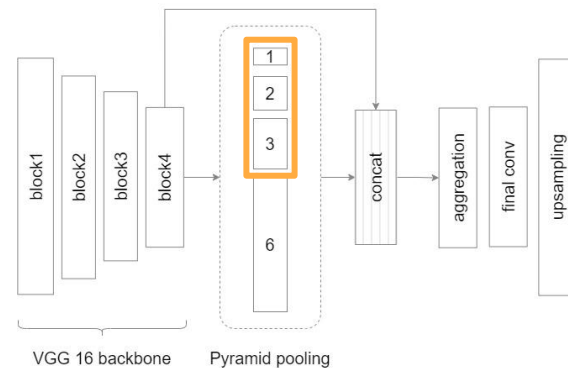 block1
block2
block3
block4
1
2
3
6
concat
aggregation
final conv
upsampling
VGG 16 backbone
Pyramid pooling